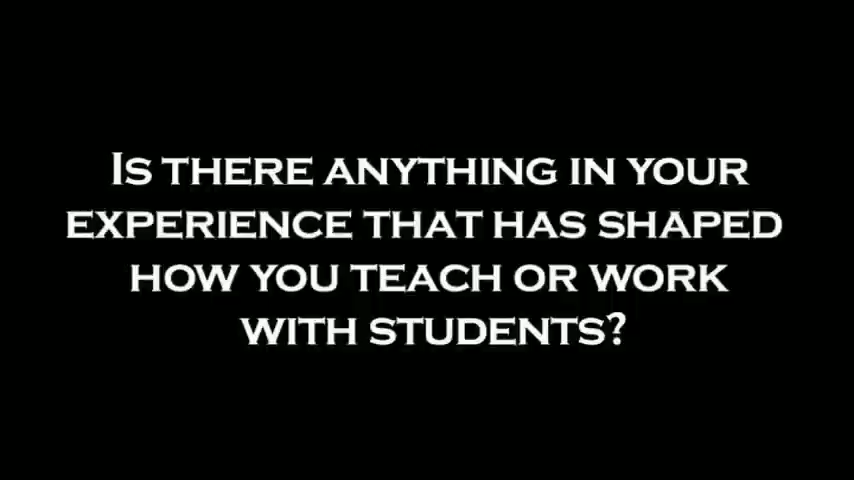 Is there anything in your
experience that has shaped
how you teach or work
with students?